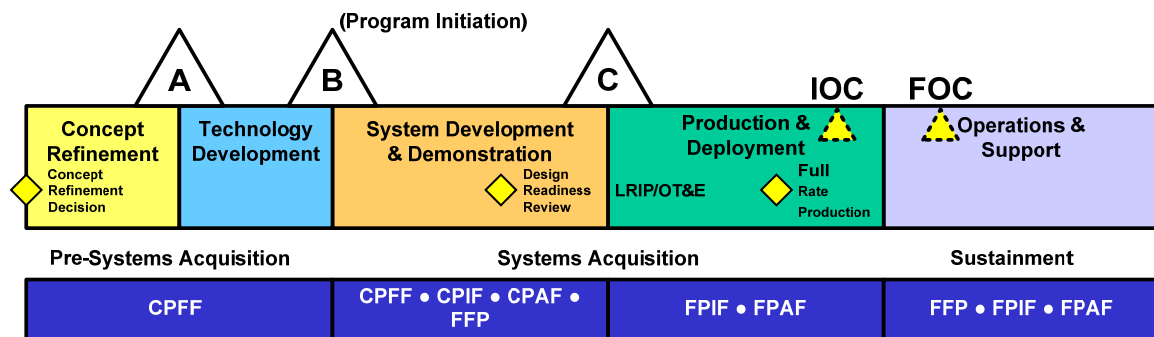 (Program Initiation)
A
B
C
IOC
FOC
Concept
Refinement
Concept
Refinement
Decision
Technology
Development
System Development
& Demonstration
Design
Readiness
Review
Production &
Deployment
LRIP/OT&E
Full
Rate
Production
Operations &
Support
Pre-Systems Acquisition
Systems Acquisition
Sustainment
CPFF
CPFF ● CPIF ● CPAF ●
FFP
FPIF ● FPAF
FFP ● FPIF ● FPAF